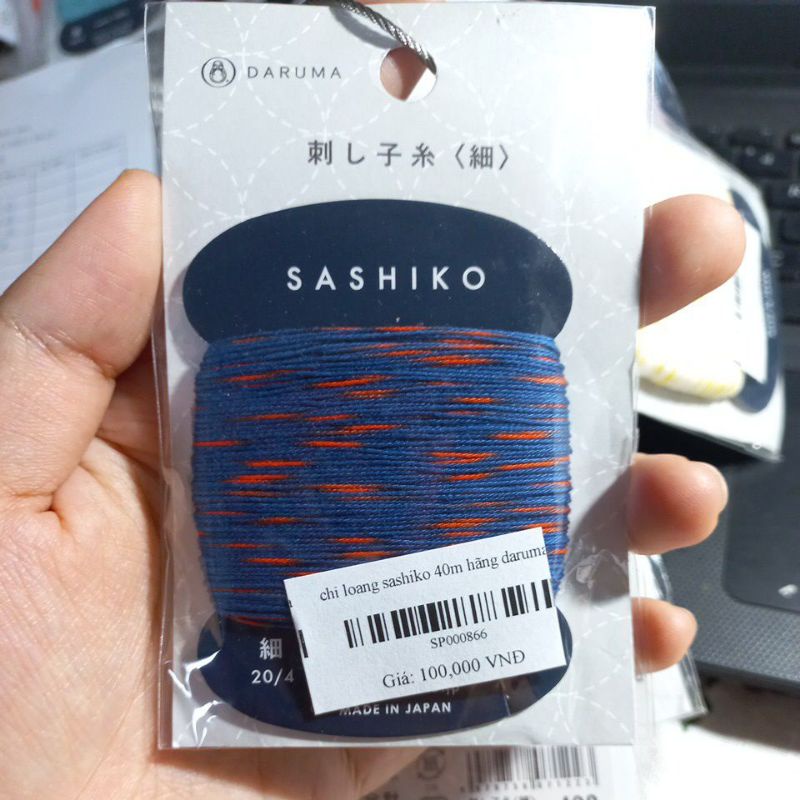 DARUMA
刺し子糸〈細〉
SASHIKO
chỉ loang sashiko 40m hãng daruma
SP000866
Giá: 100,000 VNĐ
細
20/4
MADE IN JAPAN